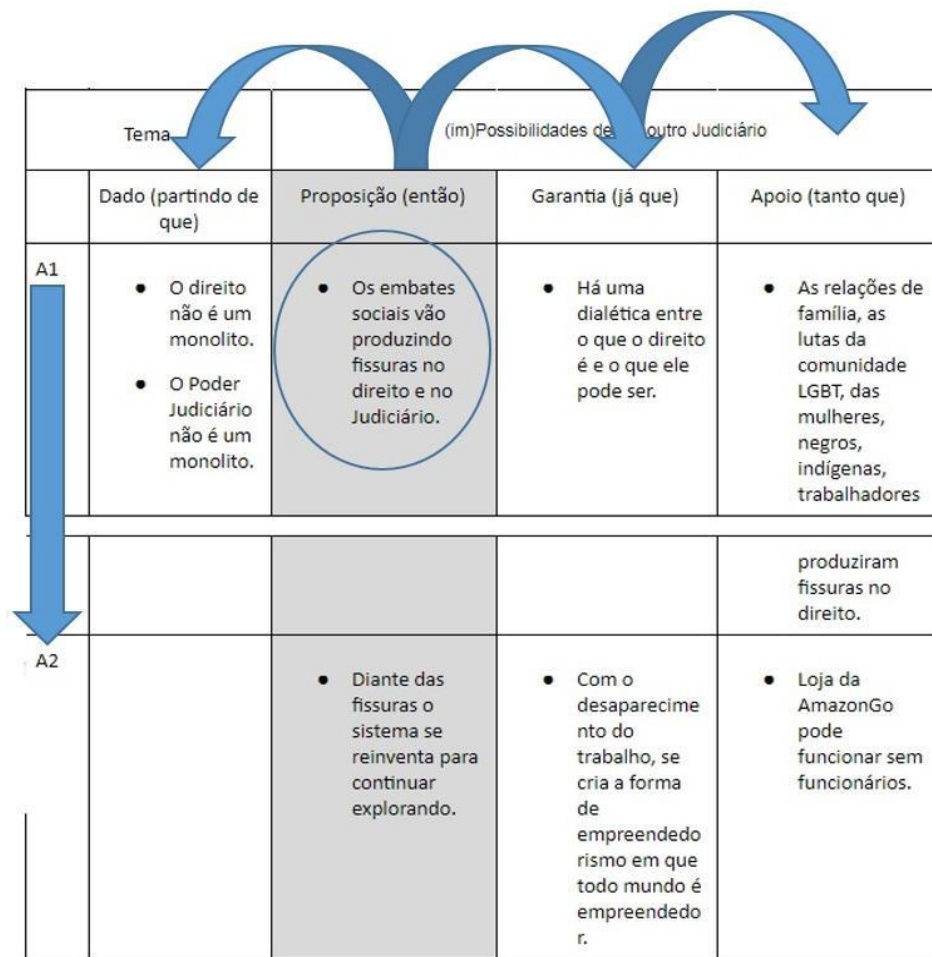 Tema
(im)Possibilidades de outro Judiciário
Dado (partindo de
que)
Proposição (então)
Garantia (já que)
Apoio (tanto que)
A1
• O direito
não é um
monolito.
• O Poder
Judiciário
não é um
monolito.
• Os embates
sociais vão
produzindo
fissuras no
direito e no
Judiciário.
• Há uma
dialética entre
o que o direito
é e o que ele
pode ser.
• As relações de
família, as
lutas da
comunidade
LGBT, das
mulheres,
negros,
indígenas,
trabalhadores
produziram
fissuras no
direito.
A2
• Diante das
fissuras o
sistema se
reinventa para
continuar
explorando.
• Com o
desaparecime
nto do
trabalho, se
cria a forma
de
empreendedo
rismo em que
todo mundo é
empreendedo
r.
• Loja da
AmazonGo
pode
funcionar sem
funcionários.